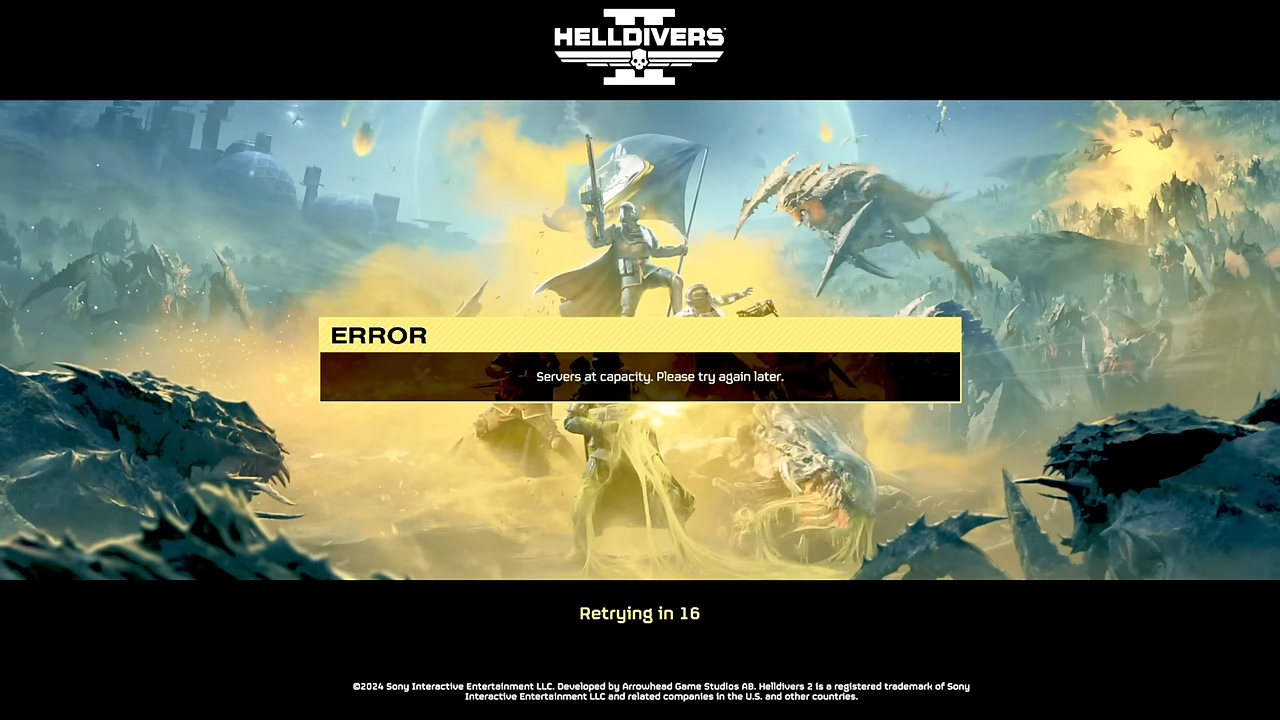 HELLDIVERS
II
ERROR
Servers at capacity. Please try again later.
Retrying in 16
©2024 Sony Interactive Entertainment LLC. Developed by Arrowhead Game Studios AB. Helldivers 2 is a registered trademark of Sony
Interactive Entertainment LLC and related companies in the U.S. and other countries.